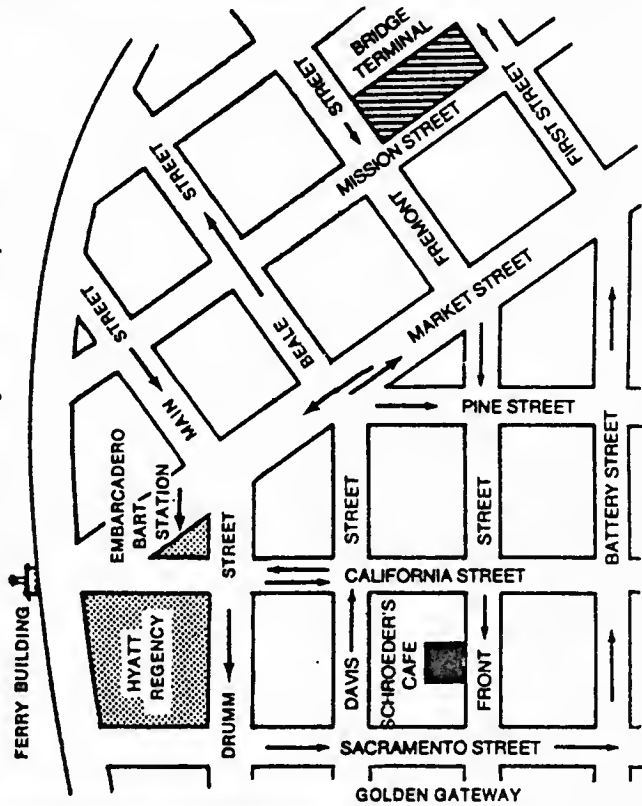 BRIDGE
TERMINAL
STREET
MISSION STREET
FIRST STREET
STREET
FREMONT
MARKET STREET
STREET
BEALE
MAIN
PINE STREET
EMBARCADERO
BART
STATION
STREET
STREET
STREET
BATTERY STREET
CALIFORNIA STREET
FERRY BUILDING
HYATT
REGENCY
DRUMM
DAVIS
SCHROEDER'S
CAFE
FRONT
SACRAMENTO STREET
GOLDEN GATEWAY